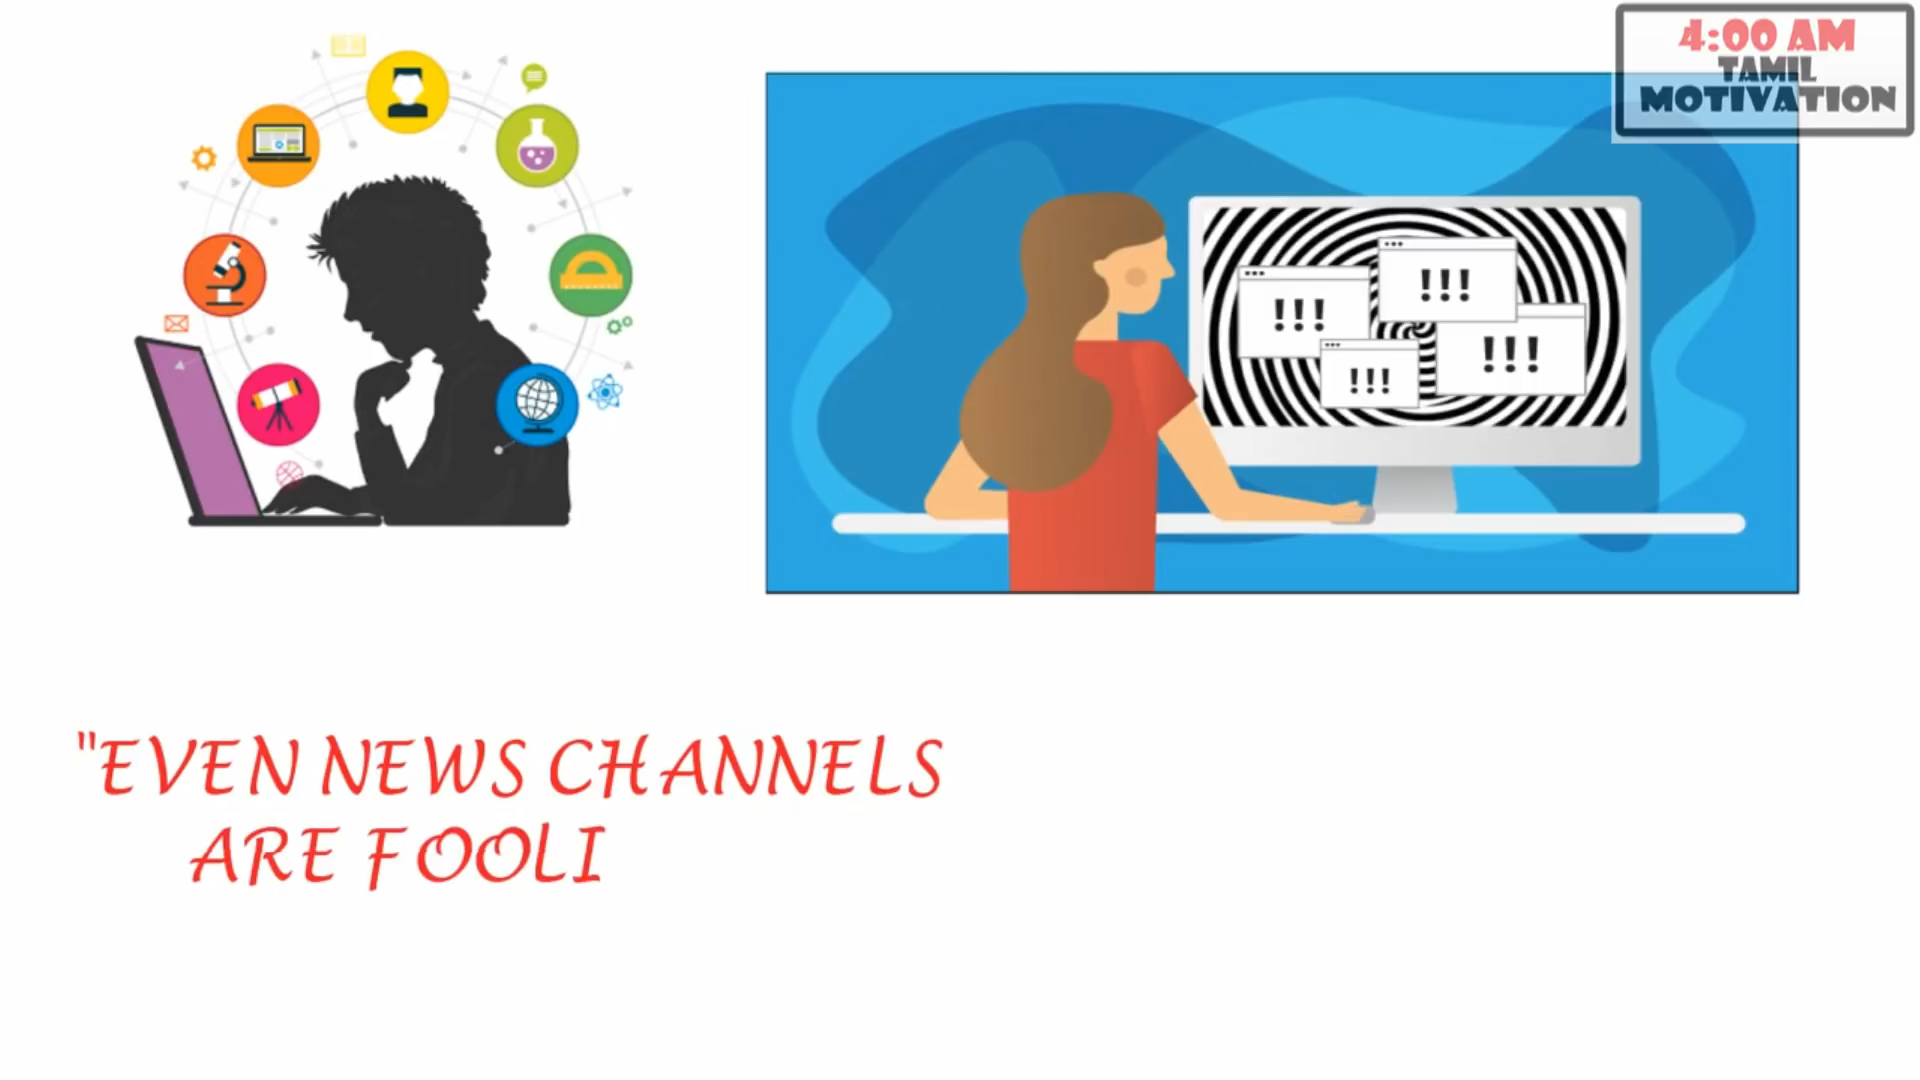 4:00 AM
TAMIL
MOTIVATION
!!!
!!!
!!!
!!!
"EVEN NEWS CHANNELS
ARE FOOLI